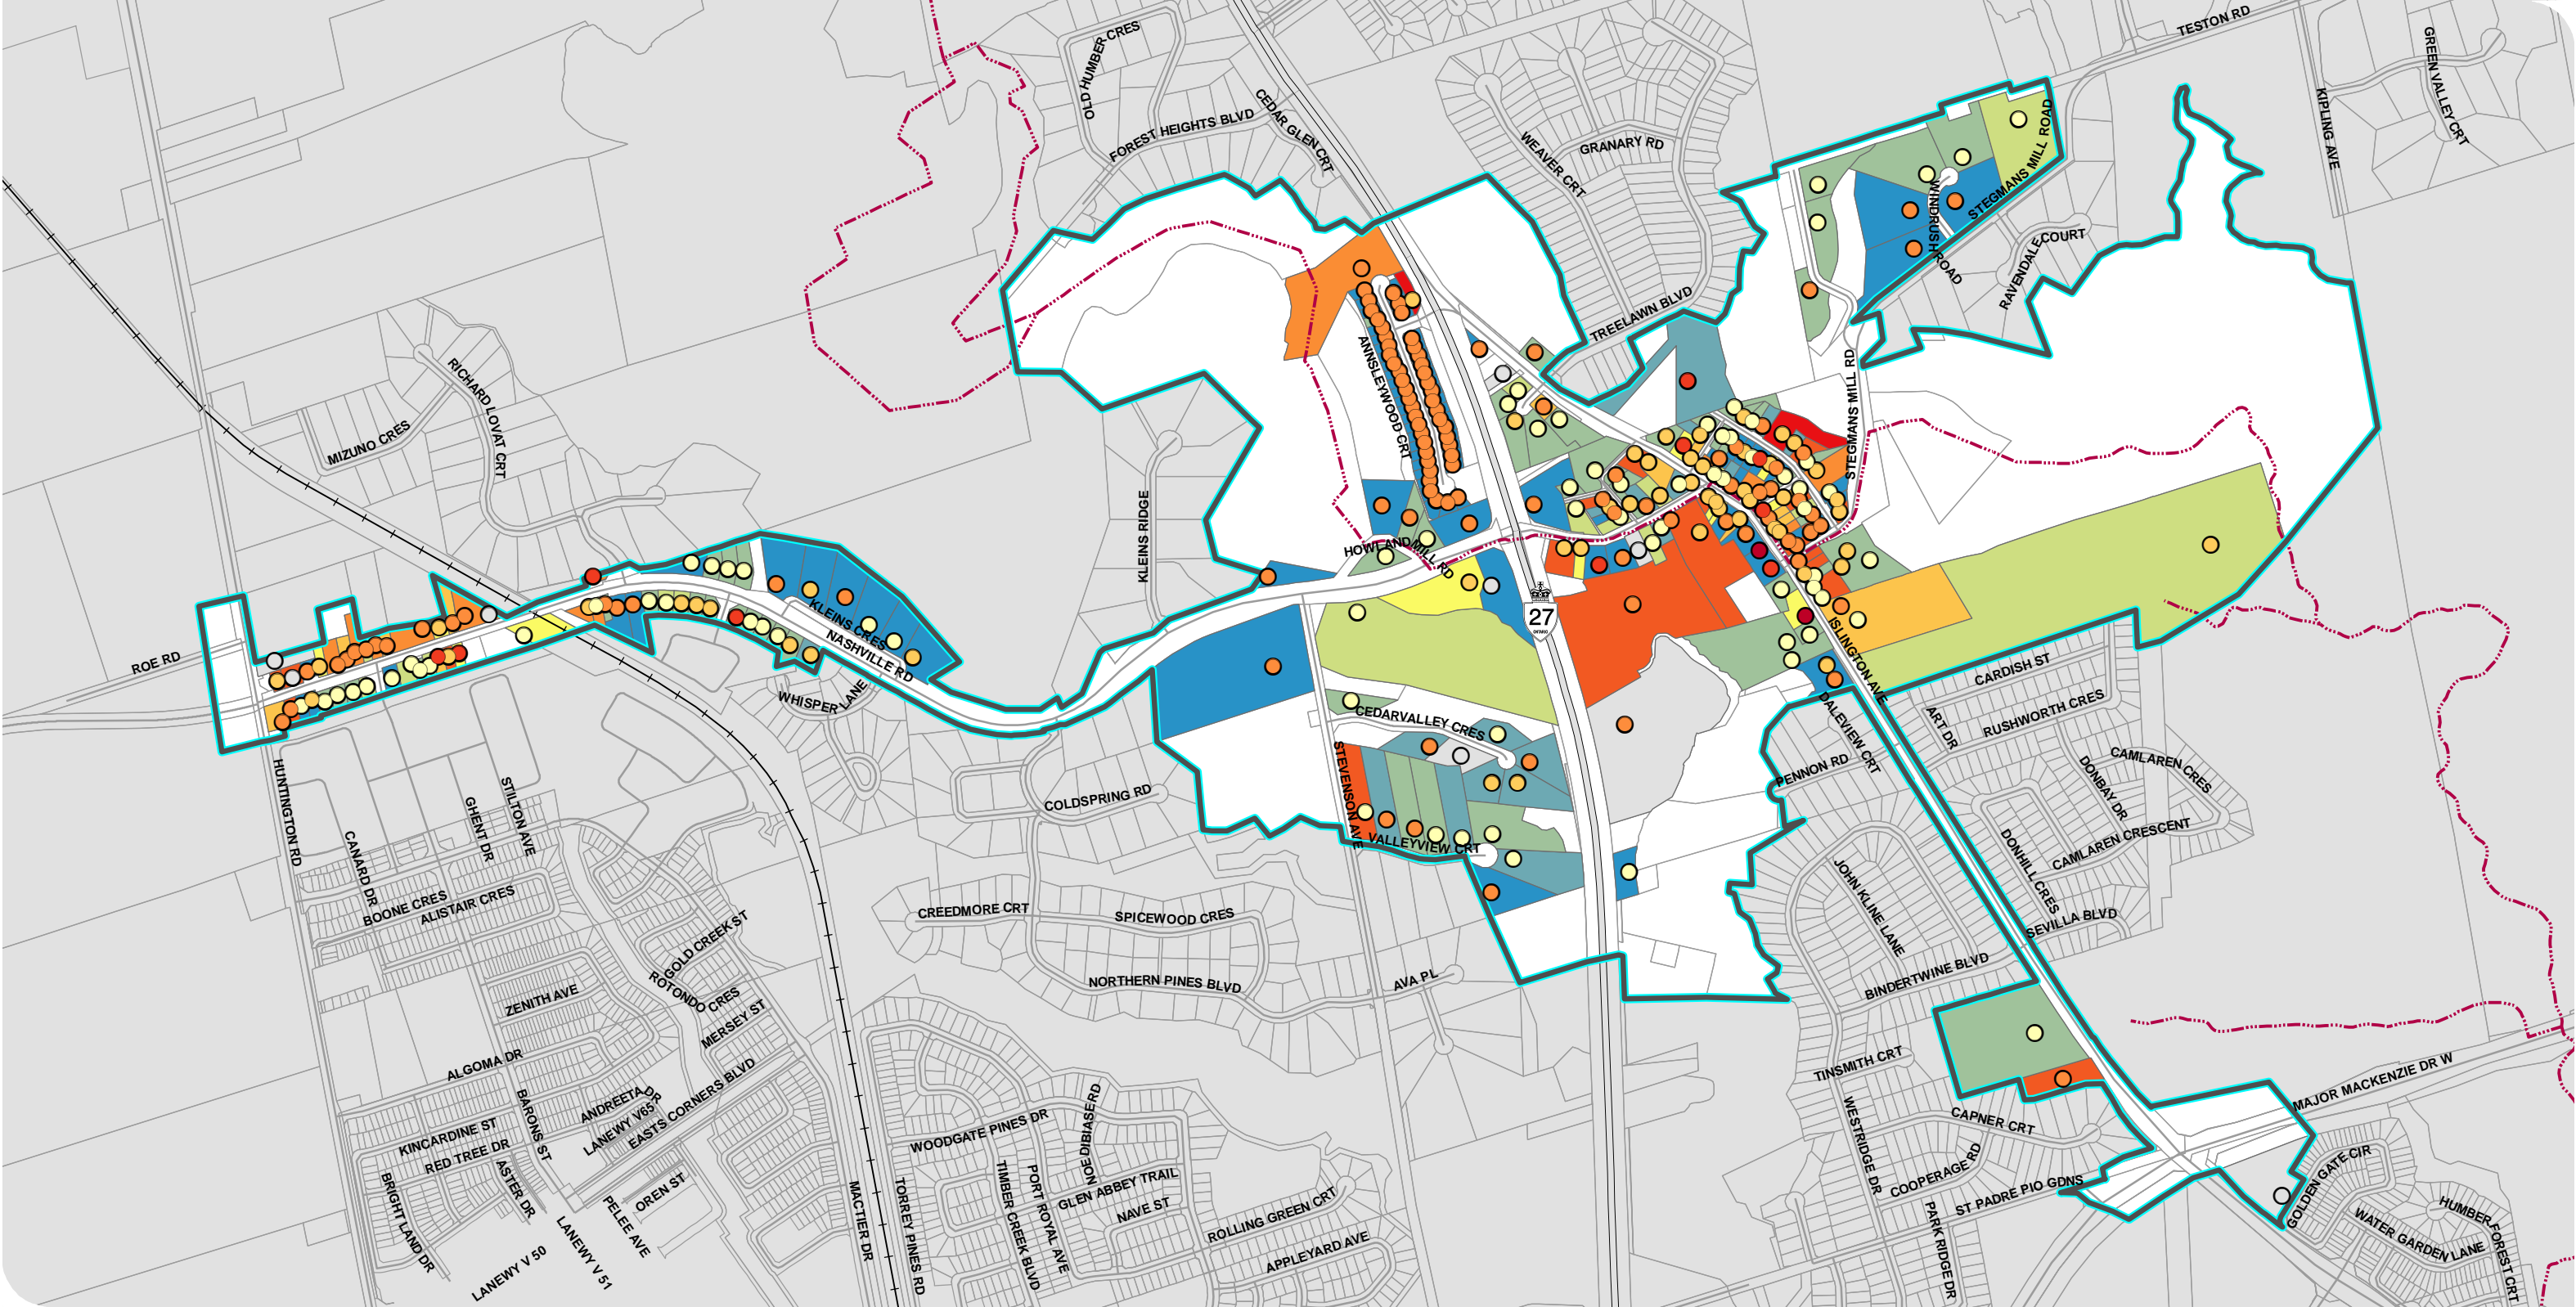 TESTON RD
OLD HUMBER CRES
GREEN VALLEY CRT
CEDAR GLEN CRT
KIPLING AVE
FOREST HEIGHTS BLVD
WEAVER CRT
GRANARY RD
STEGMANS MILL ROAD
WINDRUSH ROAD
RAVENDALE COURT
TREELAWN BLVD
ANNSLEYWOOD CRT
STEGMANS MILL RD
RICHARD LOVAT CRT
MIZUNO CRES
KLEINS RIDGE
HOWLAND MILL RD
27
ONTARIO
KLEINS CRES
NASHVILLE RD
ROE RD
WHISPER LANE
ISLINGTON AVE
CARDISH ST
ART DR
RUSHWORTH CRES
DALEVIEW CRT
CEDARVALLEY CRES
STEVENSON AVE
VALLEYVIEW CRT
PENNON RD
DONBAY DR
CAMLAREN CRES
CAMLAREN CRESCENT
DONHILL CRES
SEVILLA BLVD
HUNTINGTON RD
STILTON AVE
GHENT DR
CANARD DR
COLDSPRING RD
JOHN KLINE LANE
BOONE CRES
ALISTAIR CRES
CREEDMORE CRT
SPICEWOOD CRES
GOLD CREEK ST
ROTONDO CRES
NORTHERN PINES BLVD
AVA PL
BINDERTWINE BLVD
ZENITH AVE
MERSEY ST
ALGOMA DR
TINSMITH CRT
MAJOR MACKENZIE DR W
BARONS ST
ANDREETA DR
LANEWY V65
EASTS CORNERS BLVD
KINCARDINE ST
RED TREE DR
WOODGATE PINES DR
NOE DIBIASE RD
CAPNER CRT
WESTRIDGE DR
COOPERAGE RD
ST PADRE PIO GDNS
GOLDEN GATE CIR
BRIGHT LAND DR
ASTER DR
OREN ST
PELEE AVE
LANEWY V 50
LANEWY V 51
MACTIER DR
TORREY PINES RD
TIMBER CREEK BLVD
PORT ROYAL AVE
GLEN ABBEY TRAIL
NAVE ST
ROLLING GREEN CRT
APPLEYARD AVE
PARK RIDGE DR
HUMBER FOREST CRT
WATER GARDEN LANE